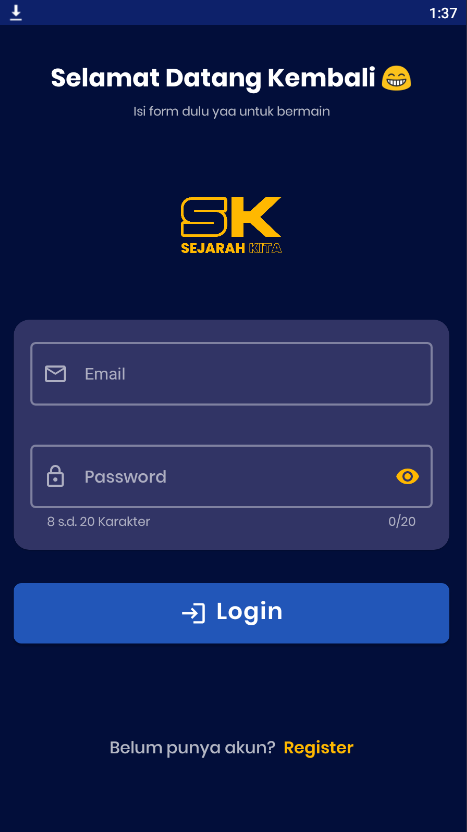 1:37
Selamat Datang Kembali 😁
Isi form dulu yaa untuk bermain
SK
SEJARAH KITA
Email
Password
8 s.d. 20 Karakter 0/20
Login
Belum punya akun? Register